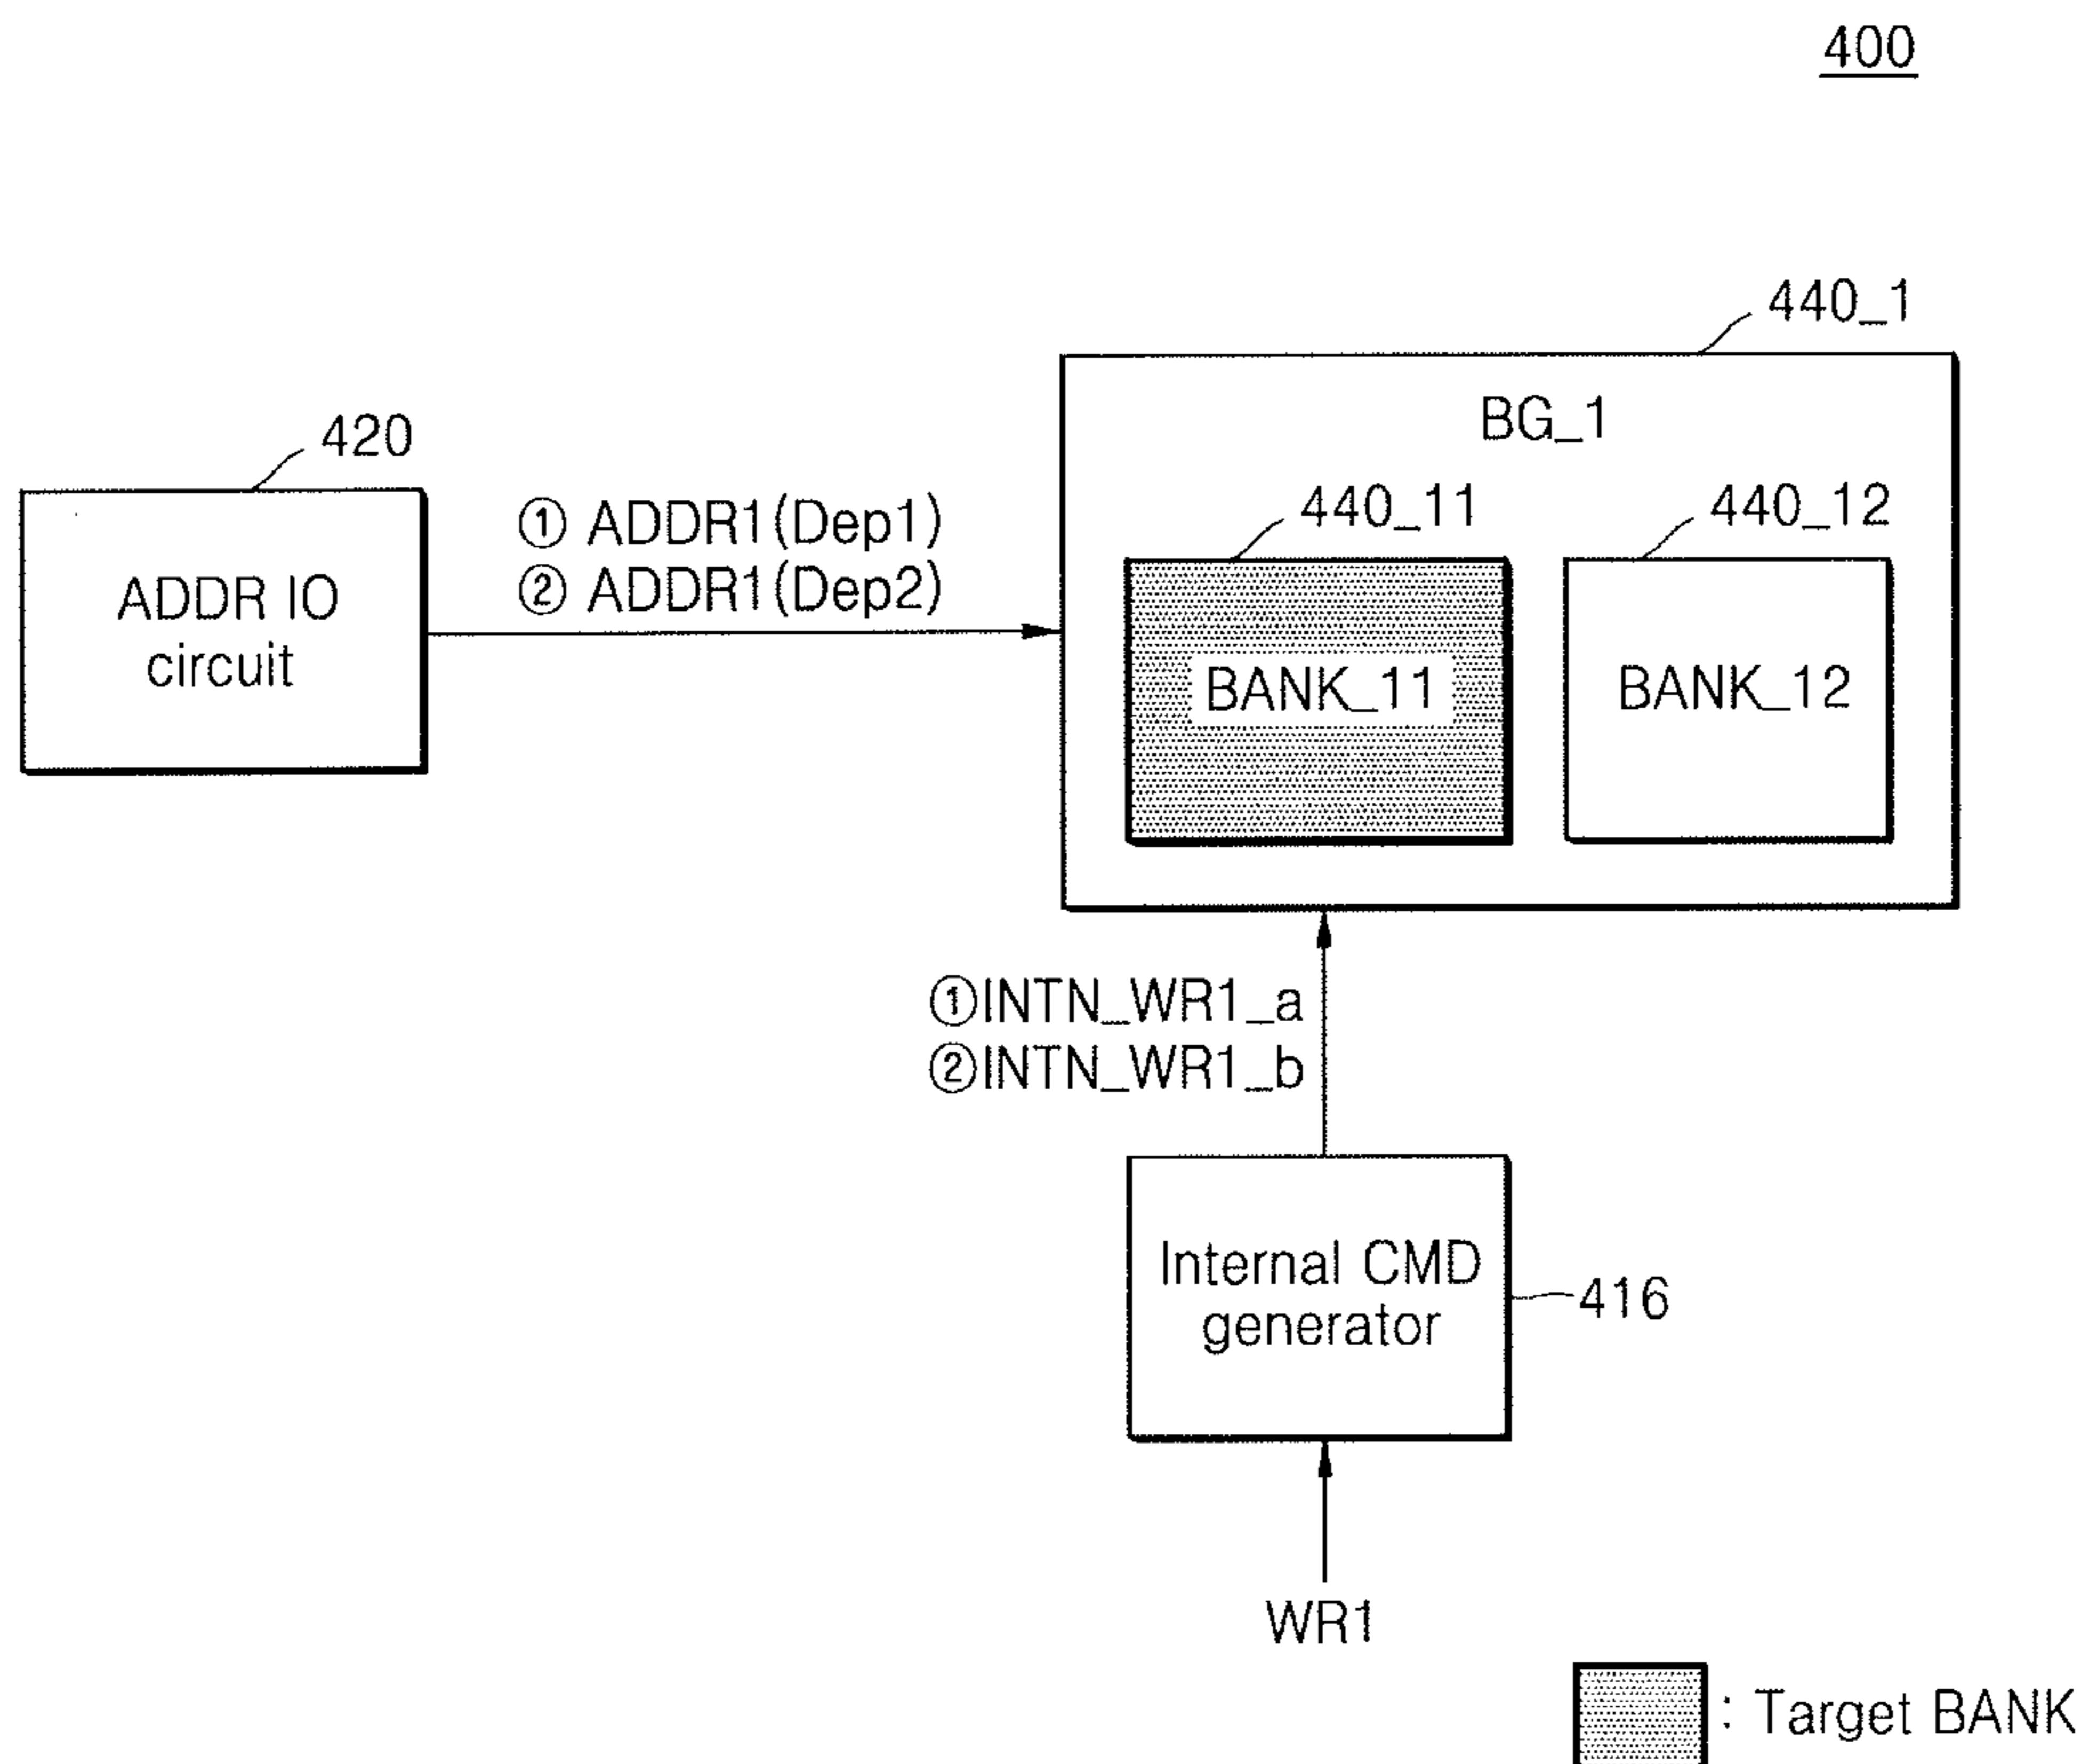 400
440_1
BG_1
420
① ADDR1(Dep1)
② ADDR1(Dep2)
440_11
440_12
ADDR IO
circuit
BANK_11
BANK_12
①INTN_WR1_a
②INTN_WR1_b
Internal CMD
generator
416
WR1
: Target BANK